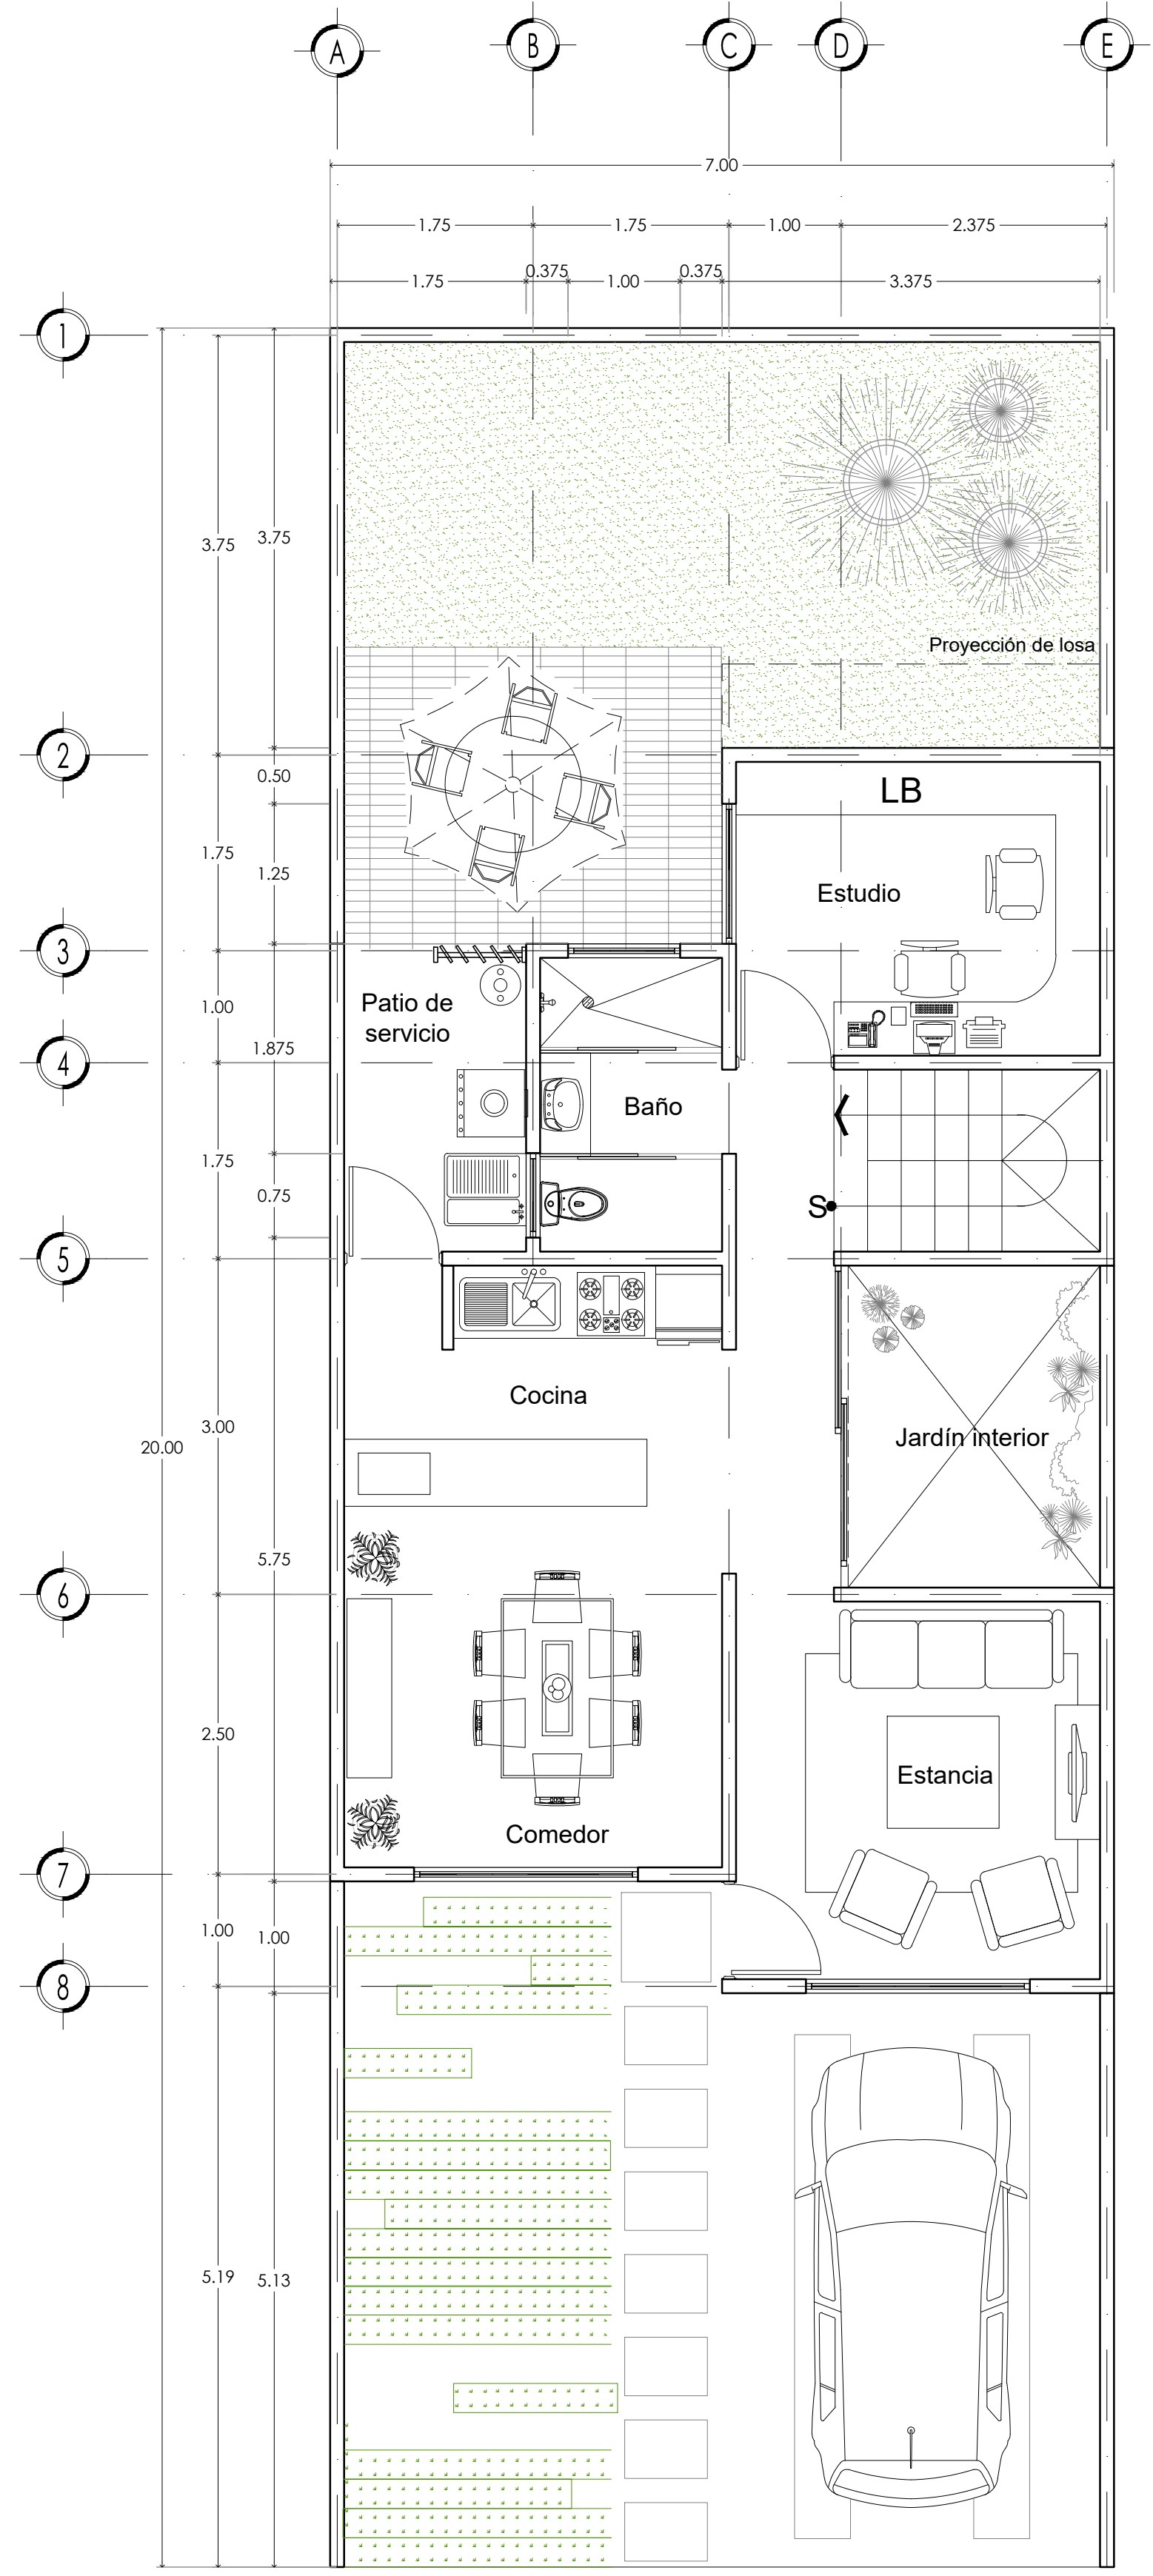 A B C D E
7.00
1.75 1.75 1.00 2.375
1.75 0.375 1.00 0.375 3.375
1
3.75 3.75
Proyección de losa
2
0.50
LB
1.75
1.25
Estudio
3
Patio de
servicio
1.00
1.875
4
Baño
1.75
0.75
S
5
Cocina
3.00
20.00
Jardín interior
5.75
6
2.50
Estancia
Comedor
7
1.00 1.00
8
5.19 5.13